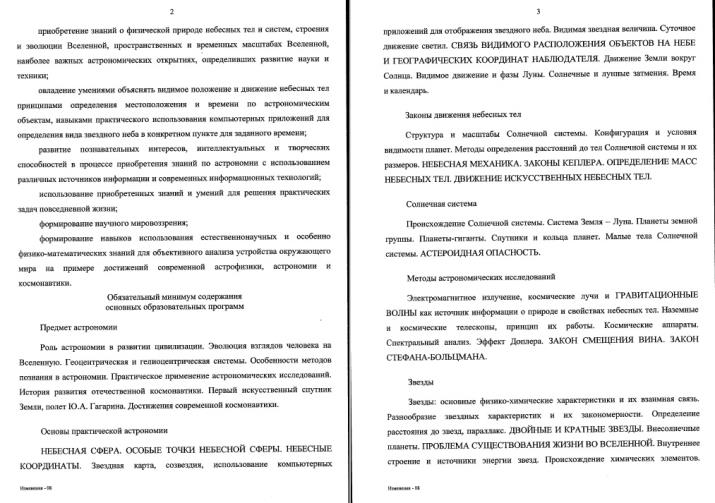 2
приобретение знаний о физической природе небесных тел и систем, строения
и эволюции Вселенной, пространственных и временных масштабах Вселенной,
наиболее важных астрономических открытиях, определивших развитие науки и
техники;
овладение умениями объяснять видимое положение и движение небесных тел
принципами определения местоположения и времени по астрономическим
объектам, навыками практического использования компьютерных приложений для
определения вида звездного неба в конкретном пункте для заданного времени;
развитие познавательных интересов, интеллектуальных и творческих
способностей в процессе приобретения знаний по астрономии с использованием
различных источников информации и современных информационных технологий;
использование приобретенных знаний и умений для решения практических
задач повседневной жизни;
формирование научного мировоззрения;
формирование навыков использования естественнонаучных и особенно
физико-математических знаний для объективного анализа устройства окружающего
мира на примере достижений современной астрофизики, астрономии и
космонавтики.
Обязательный минимум содержания
основных образовательных программ
Предмет астрономии
Роль астрономии в развитии цивилизации. Эволюция взглядов человека на
Вселенную. Геоцентрическая и гелиоцентрическая системы. Особенности методов
познания в астрономии. Практическое применение астрономических исследований.
История развития отечественной космонавтики. Первый искусственный спутник
Земли, полет Ю.А. Гагарина. Достижения современной космонавтики.
Основы практической астрономии
НЕБЕСНАЯ СФЕРА. ОСОБЫЕ ТОЧКИ НЕБЕСНОЙ СФЕРЫ. НЕБЕСНЫЕ
КООРДИНАТЫ. Звездная карта, созвездия, использование компьютерных
Изменения - 08
3
приложений для отображения звездного неба. Видимая звездная величина. Суточное
движение светил. СВЯЗЬ ВИДИМОГО РАСПОЛОЖЕНИЯ ОБЪЕКТОВ НА НЕБЕ
И ГЕОГРАФИЧЕСКИХ КООРДИНАТ НАБЛЮДАТЕЛЯ. Движение Земли вокруг
Солнца. Видимое движение и фазы Луны. Солнечные и лунные затмения. Время
и календарь.
Законы движения небесных тел
Структура и масштабы Солнечной системы. Конфигурация и условия
видимости планет. Методы определения расстояний до тел Солнечной системы и их
размеров. НЕБЕСНАЯ МЕХАНИКА. ЗАКОНЫ КЕПЛЕРА. ОПРЕДЕЛЕНИЕ МАСС
НЕБЕСНЫХ ТЕЛ. ДВИЖЕНИЕ ИСКУССТВЕННЫХ НЕБЕСНЫХ ТЕЛ.
Солнечная система
Происхождение Солнечной системы. Система Земля – Луна. Планеты земной
группы. Планеты-гиганты. Спутники и кольца планет. Малые тела Солнечной
системы. АСТЕРОИДНАЯ ОПАСНОСТЬ.
Методы астрономических исследований
Электромагнитное излучение, космические лучи и ГРАВИТАЦИОННЫЕ
ВОЛНЫ как источник информации о природе и свойствах небесных тел. Наземные
и космические телескопы, принцип их работы. Космические аппараты.
Спектральный анализ. Эффект Доплера. ЗАКОН СМЕЩЕНИЯ ВИНА. ЗАКОН
СТЕФАНА-БОЛЬЦМАНА.
Звезды
Звезды: основные физико-химические характеристики и их взаимная связь.
Разнообразие звездных характеристик и их закономерности. Определение
расстояния до звезд, параллакс. ДВОЙНЫЕ И КРАТНЫЕ ЗВЕЗДЫ. Внесолнечные
планеты. ПРОБЛЕМА СУЩЕСТВОВАНИЯ ЖИЗНИ ВО ВСЕЛЕННОЙ. Внутреннее
строение и источники энергии звезд. Происхождение химических элементов.
Изменения - 08